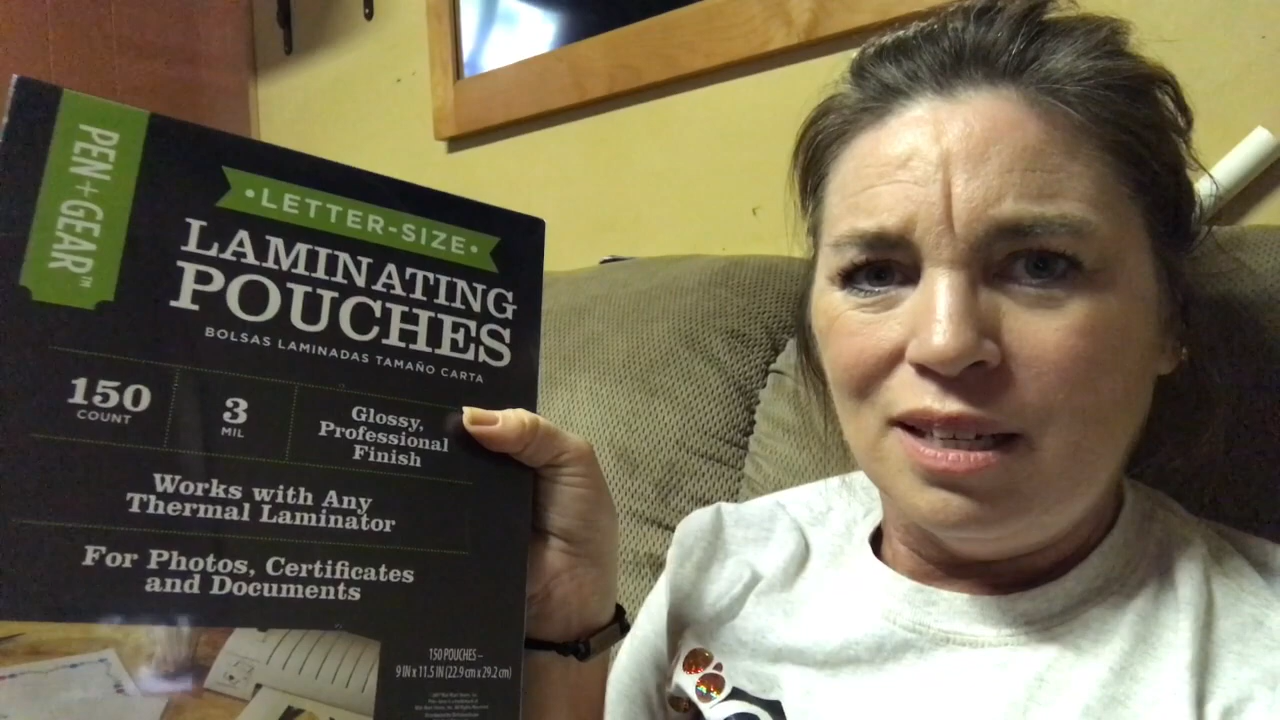 PEN+GEAR™
•LETTER-SIZE•
LAMINATING
POUCHES
BOLSAS LAMINADAS TAMAÑO CARTA
150
COUNT
3
MIL
Glossy,
Professional
Finish
Works with Any
Thermal Laminator
For Photos, Certificates
and Documents
150 POUCHES –
9 IN x 11.5 IN (22.9 cm x 29.2 cm)